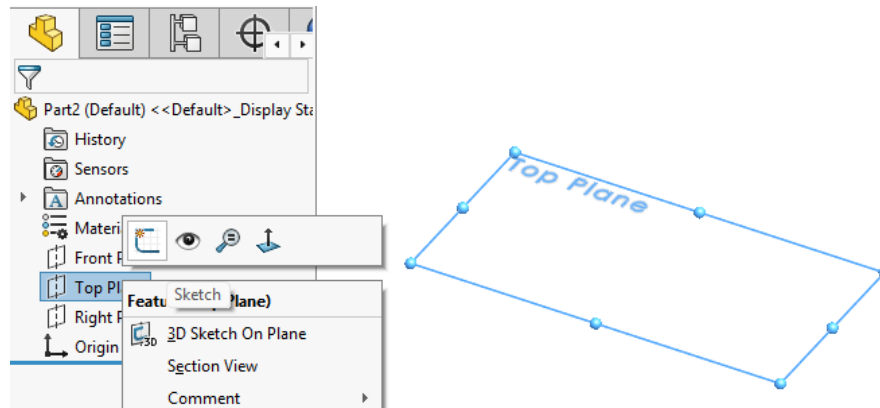 Part2 (Default) <<Default>_Display Sta
History
Sensors
Annotations
Materi
Front P
Top Pl
Sketch
Featu Plane)
Right P
3D Sketch On Plane
Origin
Section View
Comment
Top Plane